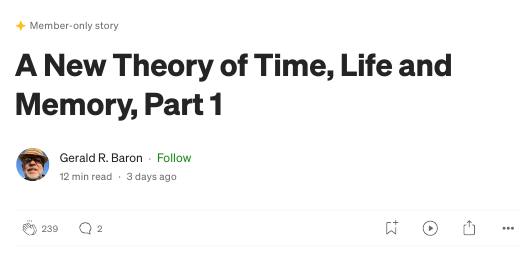 Member-only story
A New Theory of Time, Life and
Memory, Part 1
Gerald R. Baron · Follow
12 min read · 3 days ago
239 2